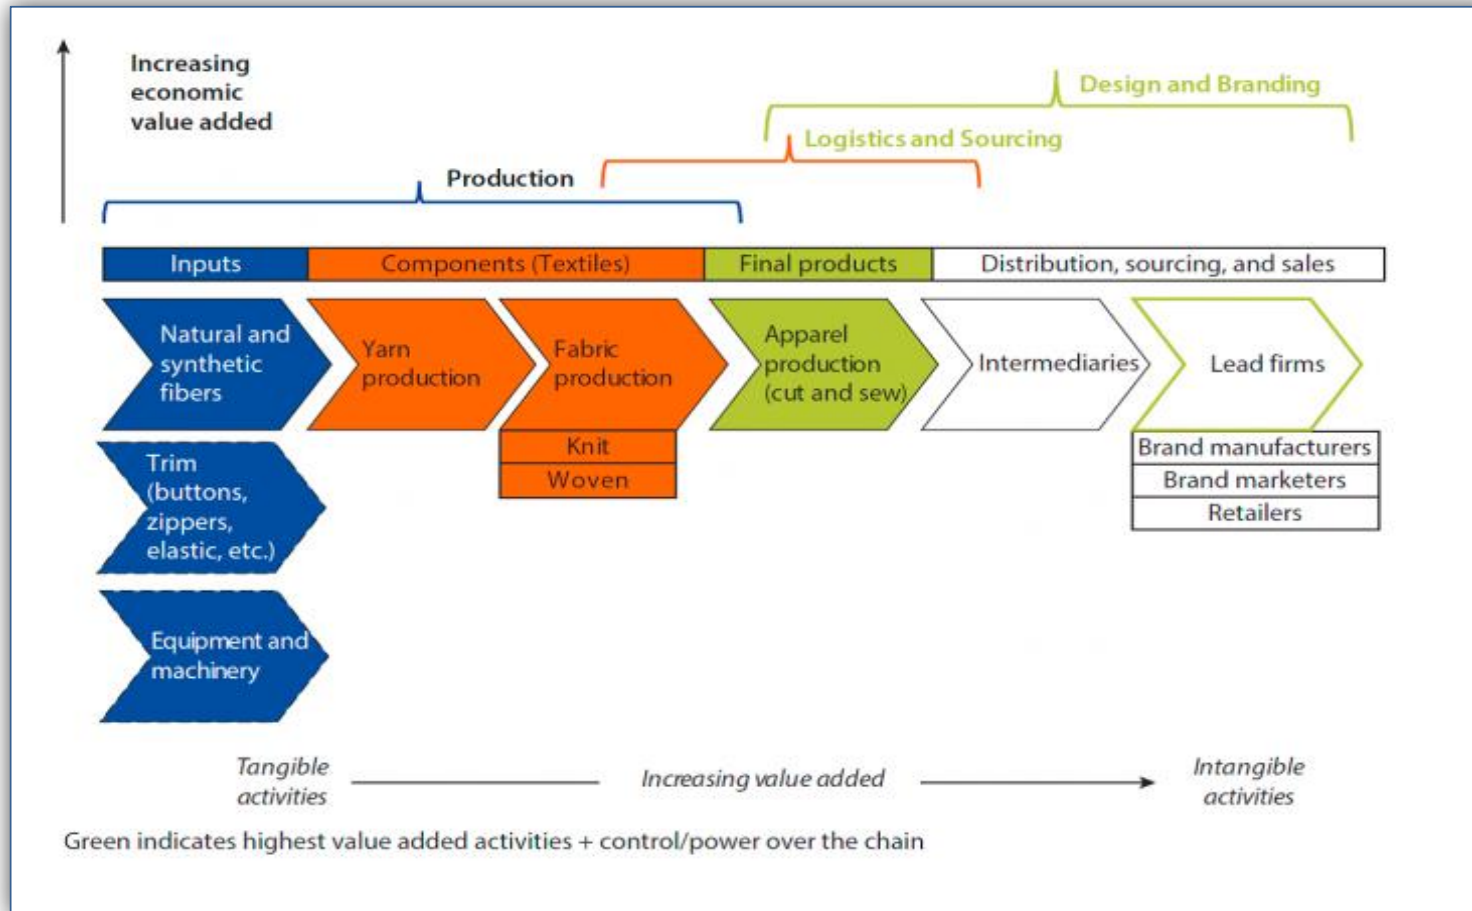 Increasing
economic
value added
Design and Branding
Logistics and Sourcing
Production
Inputs
Components (Textiles)
Final products
Distribution, sourcing, and sales
Natural and
synthetic
fibers
Yarn
production
Fabric
production
Apparel
production
(cut and sew)
Intermediaries
Lead firms
Knit
Woven
Brand manufacturers
Brand marketers
Retailers
Trim
(buttons,
zippers,
elastic, etc.)
Equipment and
machinery
Tangible
activities
Increasing value added
Intangible
activities
Green indicates highest value added activities + control/power over the chain